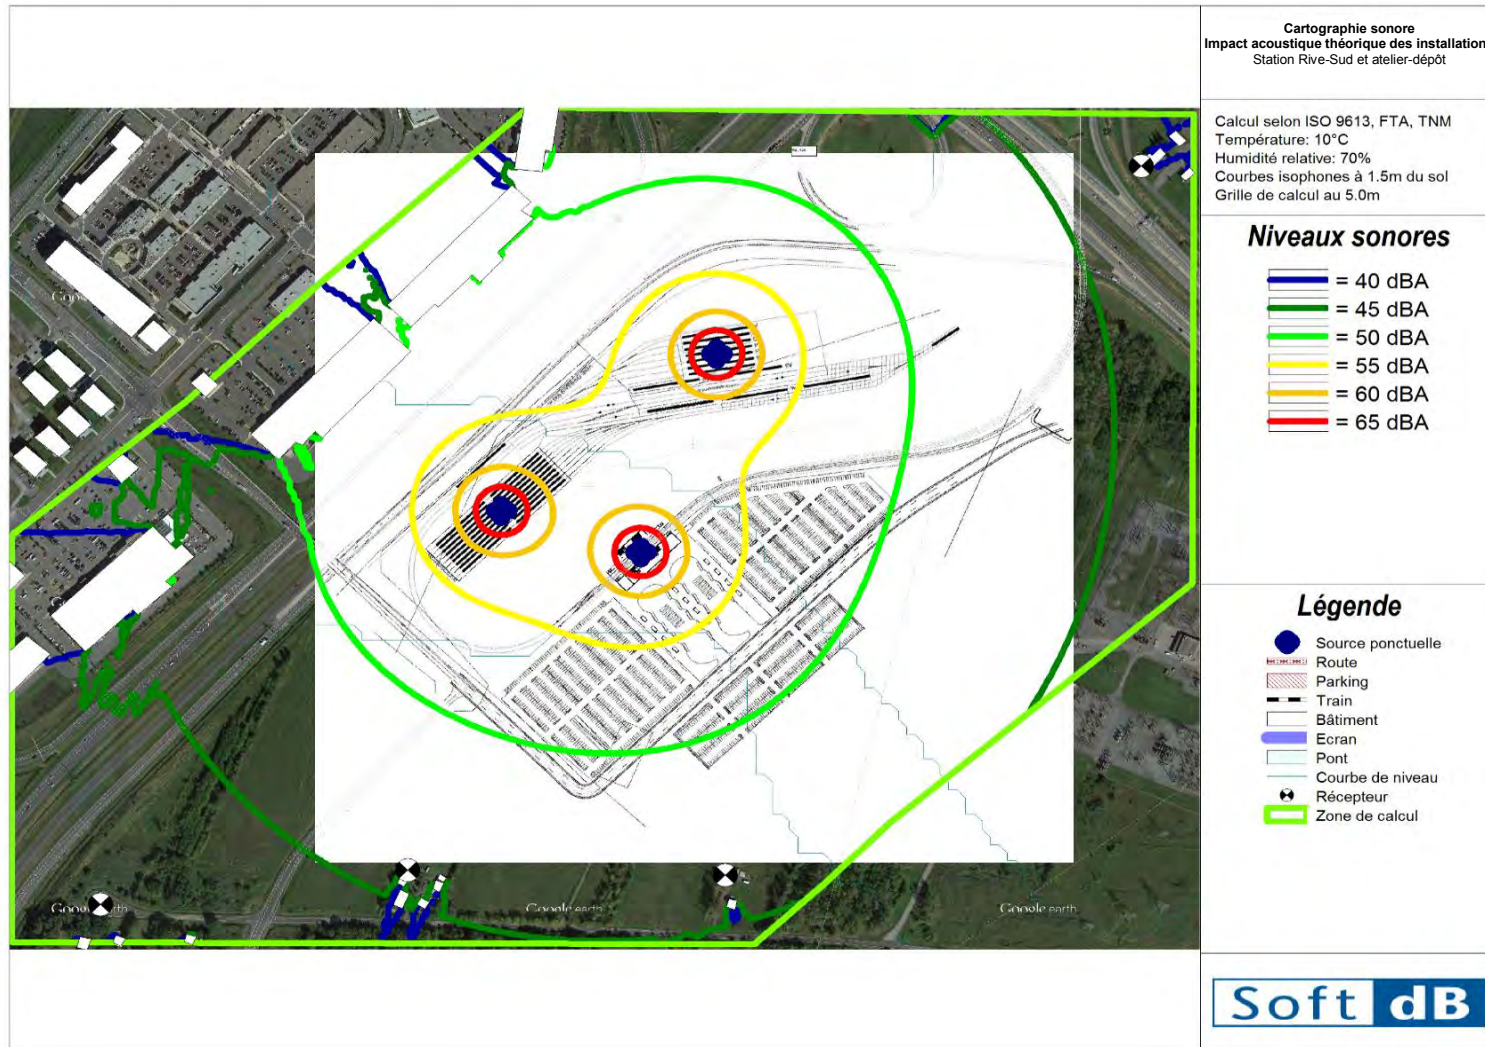 Cartographie sonore
Impact acoustique théorique des installation
Station Rive-Sud et atelier-dépôt
Calcul selon ISO 9613, FTA, TNM
Température: 10°C
Humidité relative: 70%
Courbes isophones à 1.5m du sol
Grille de calcul au 5.0m
Niveaux sonores
= 40 dBA
= 45 dBA
= 50 dBA
= 55 dBA
= 60 dBA
= 65 dBA
Légende
Source ponctuelle
Route
Parking
Train
Bâtiment
Ecran
Pont
Courbe de niveau
Récepteur
Zone de calcul
Google earth
Google earth
Soft dB